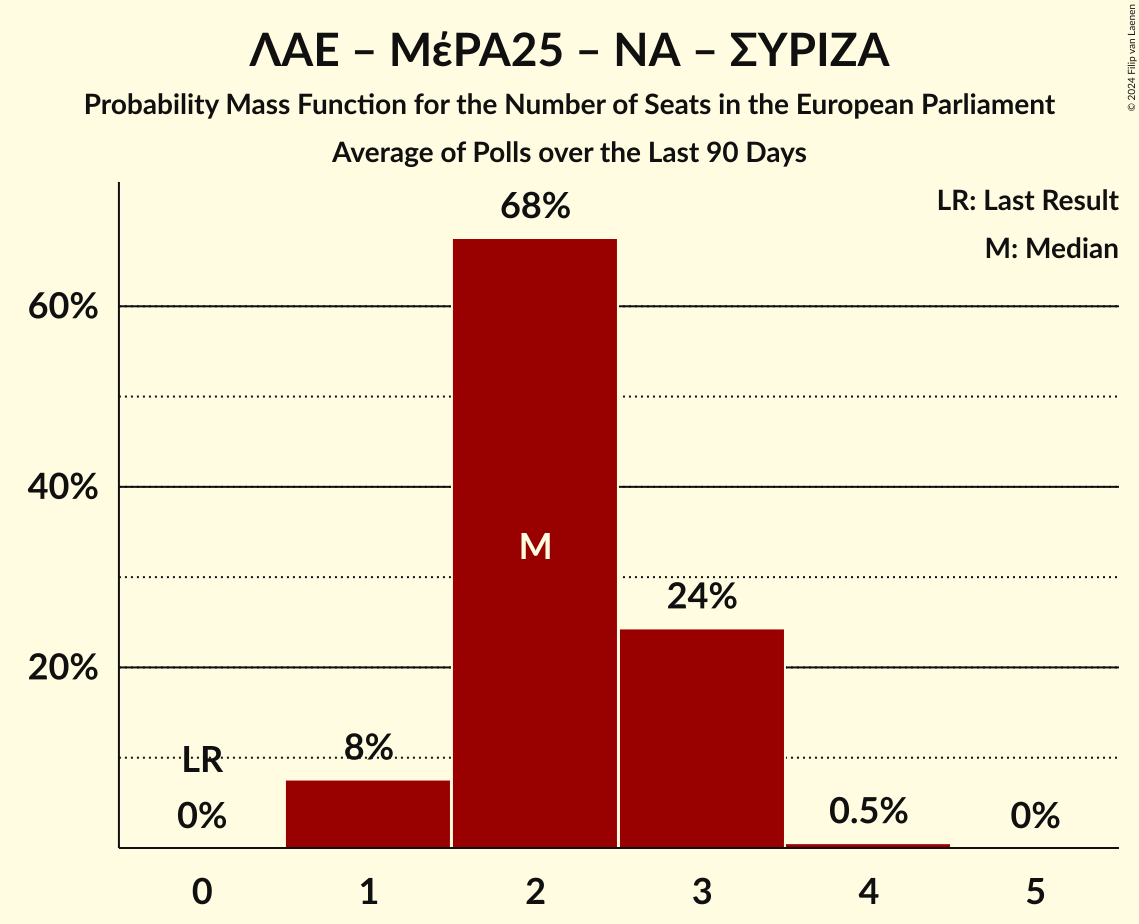 ΛΑΕ – ΜέΡΑ25 – ΝΑ – ΣΥΡΙΖΑ
Probability Mass Function for the Number of Seats in the European Parliament
Average of Polls over the Last 90 Days
© 2024 Filip van Laenen
LR: Last Result
M: Median
68%
60%
40%
M
24%
20%
LR
8%
0%
0.5%
0%
0 1 2 3 4 5